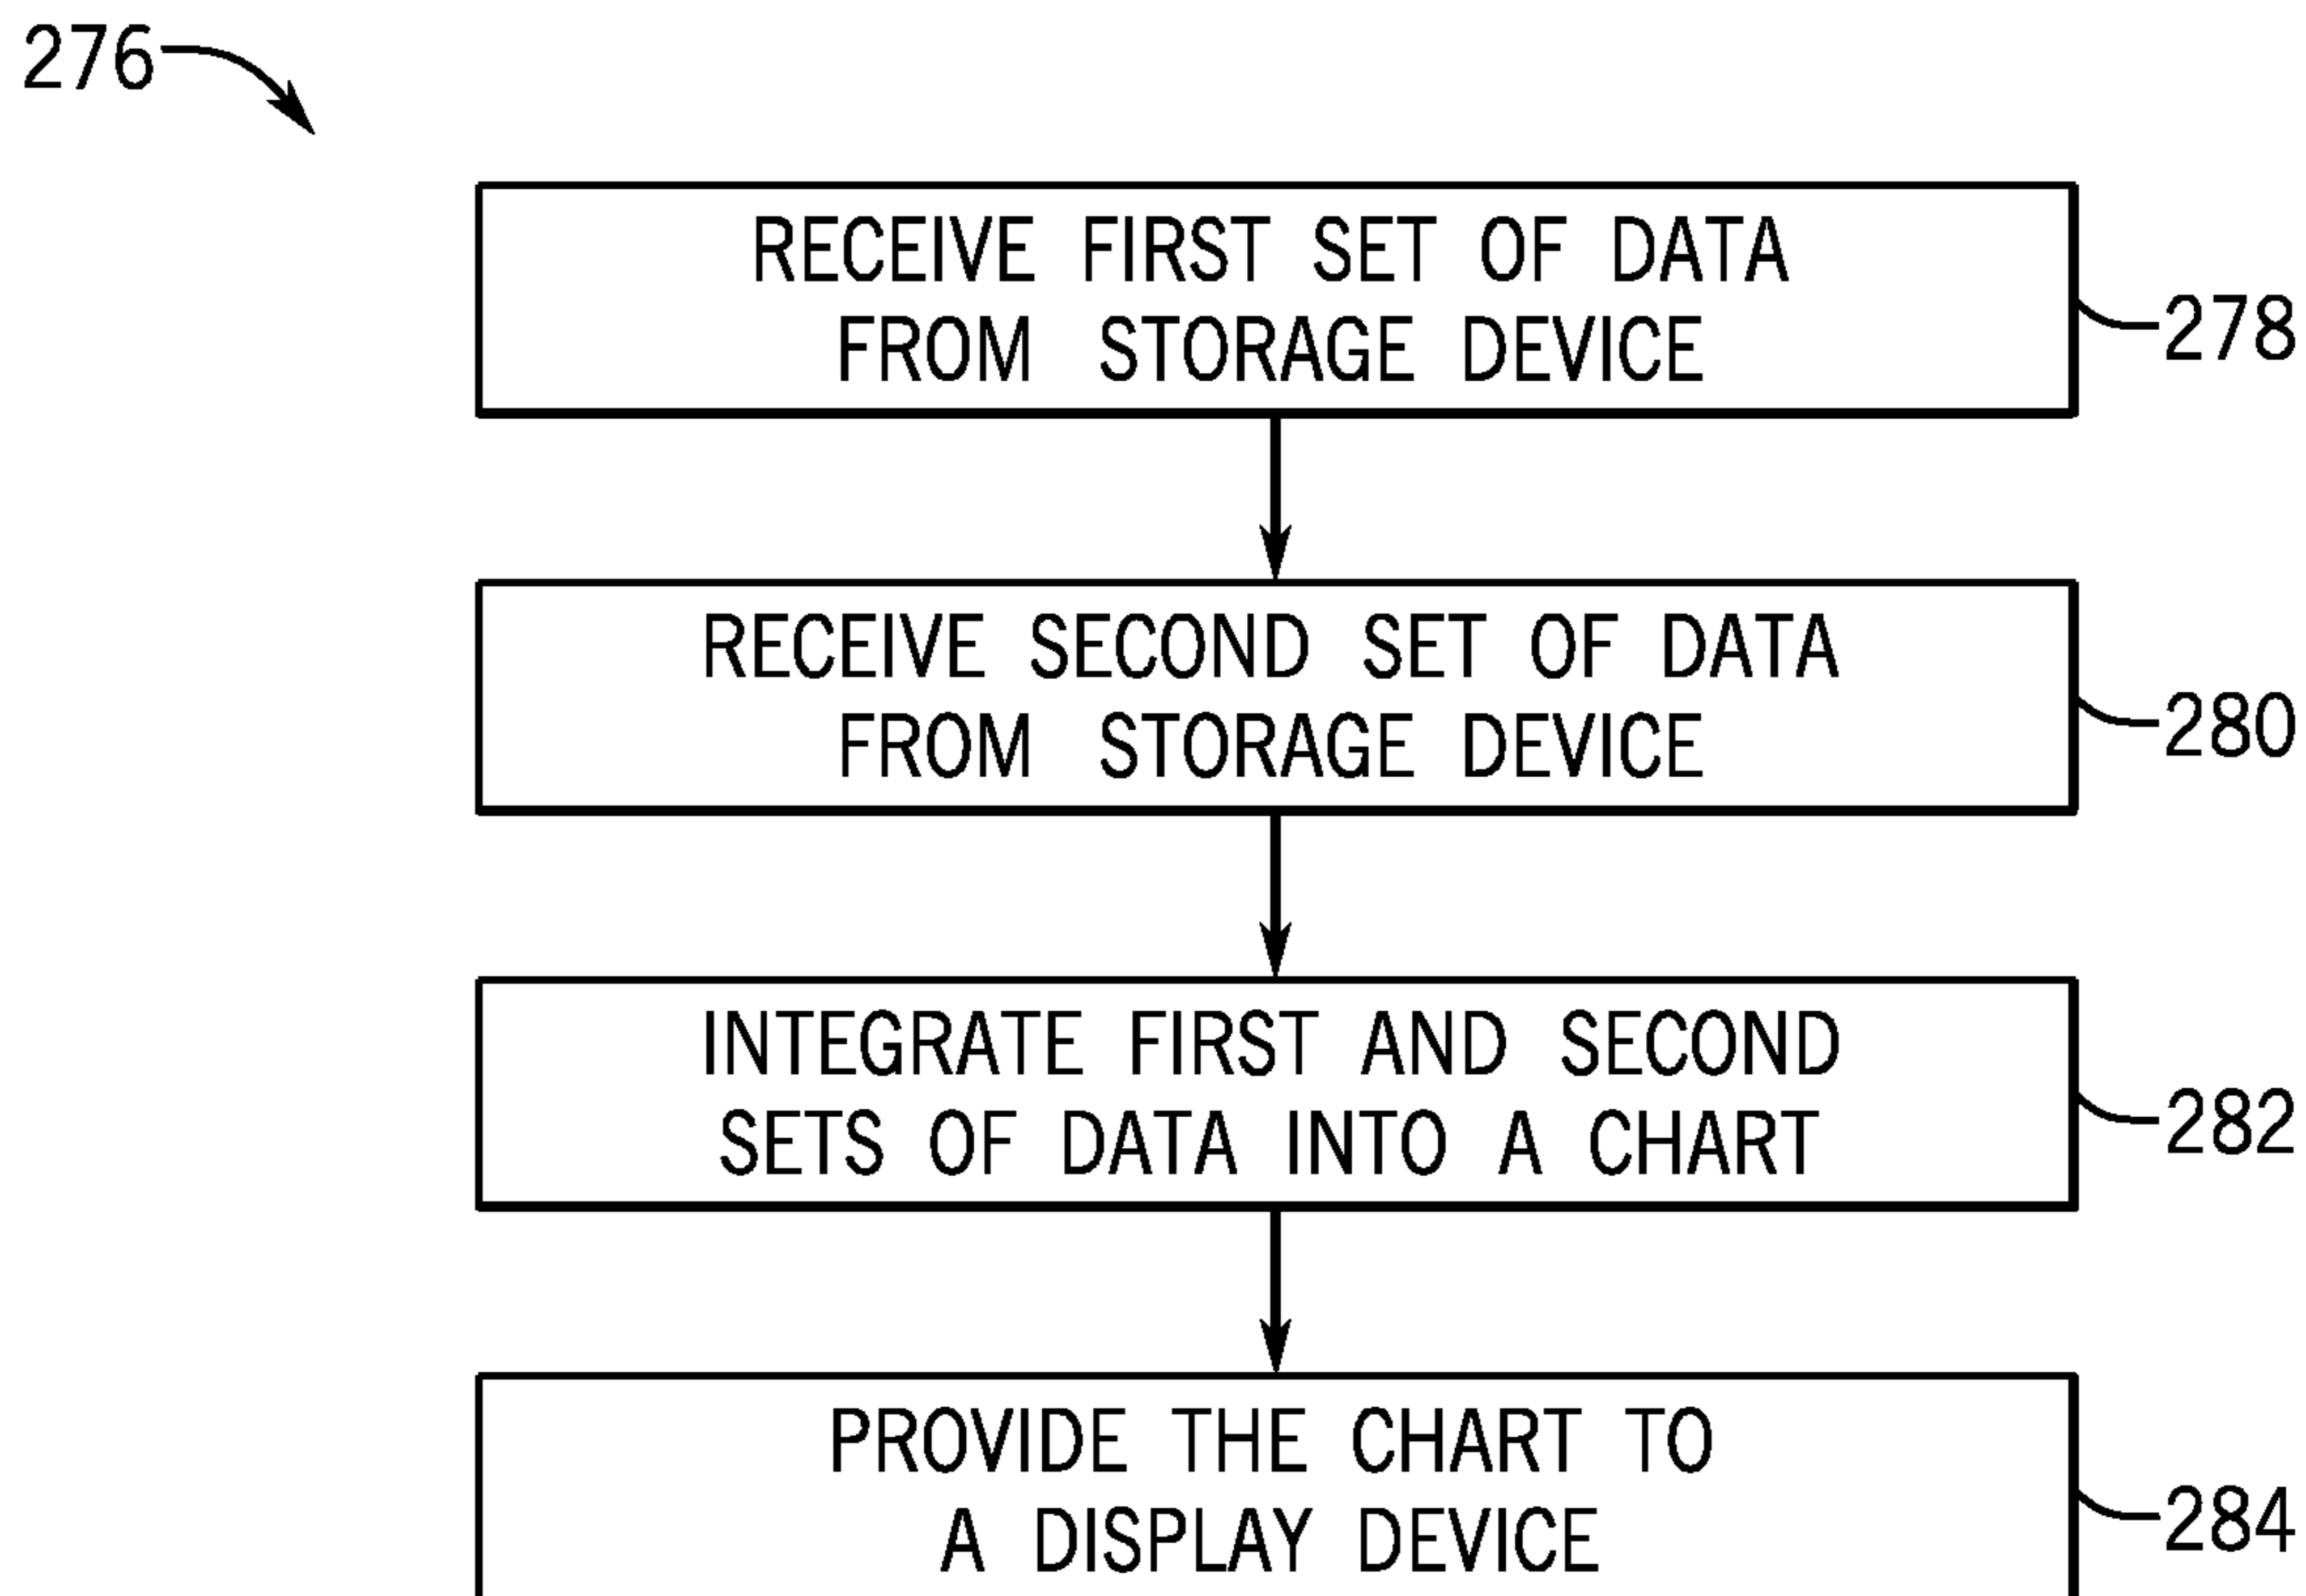 276
RECEIVE FIRST SET OF DATA
FROM STORAGE DEVICE
278
RECEIVE SECOND SET OF DATA
FROM STORAGE DEVICE
280
INTEGRATE FIRST AND SECOND
SETS OF DATA INTO A CHART
282
PROVIDE THE CHART TO
A DISPLAY DEVICE
284